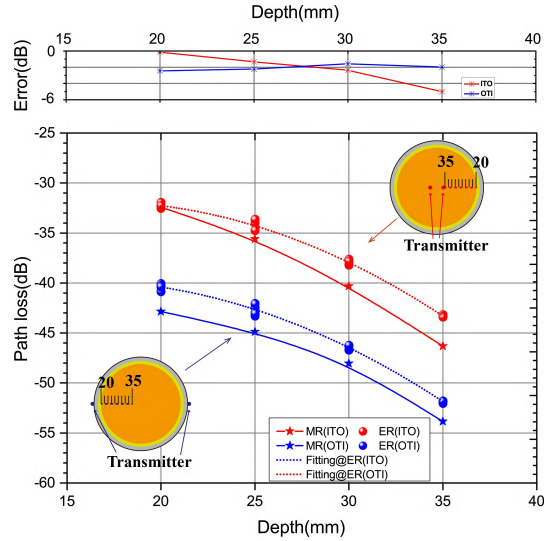 Depth(mm)
15 20 25 30 35 40
Error(dB)
0
-6
ITO
OTI
-25
-30
-35
-40
-45
-50
-55
-60
Path loss(dB)
35 20
Transmitter
20 35
Transmitter
MR(ITO) ER(ITO)
MR(OTI) ER(OTI)
Fitting@ER(ITO)
Fitting@ER(OTI)
15 20 25 30 35 40
Depth(mm)